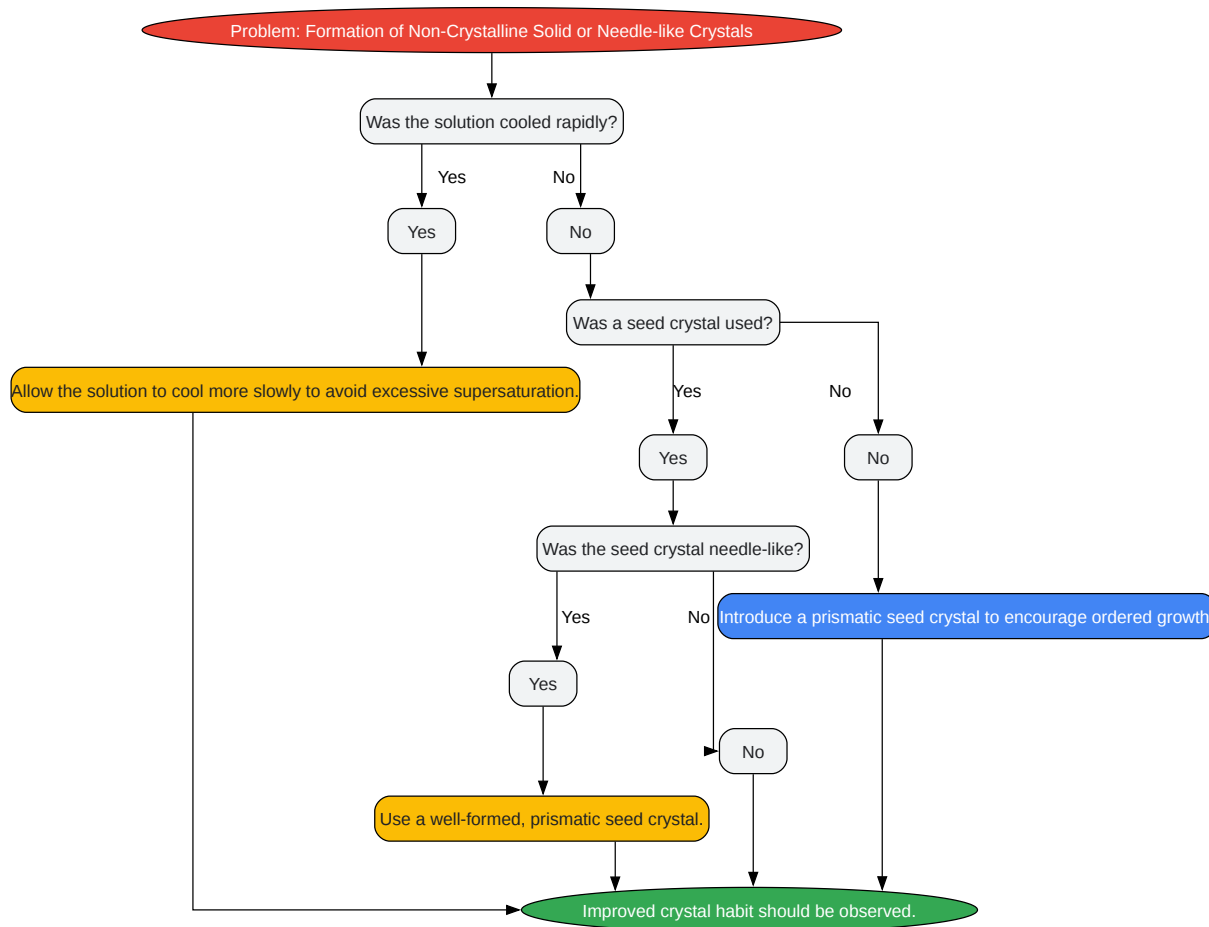 Problem: Formation of Non-Crystalline Solid or Needle-like Crystals
Was the solution cooled rapidly?
Yes
No
Yes
No
Was a seed crystal used?
Allow the solution to cool more slowly to avoid excessive supersaturation.
Yes
No
Yes
No
Was the seed crystal needle-like?
Yes
No
Introduce a prismatic seed crystal to encourage ordered growth
Yes
No
Use a well-formed, prismatic seed crystal.
Improved crystal habit should be observed.